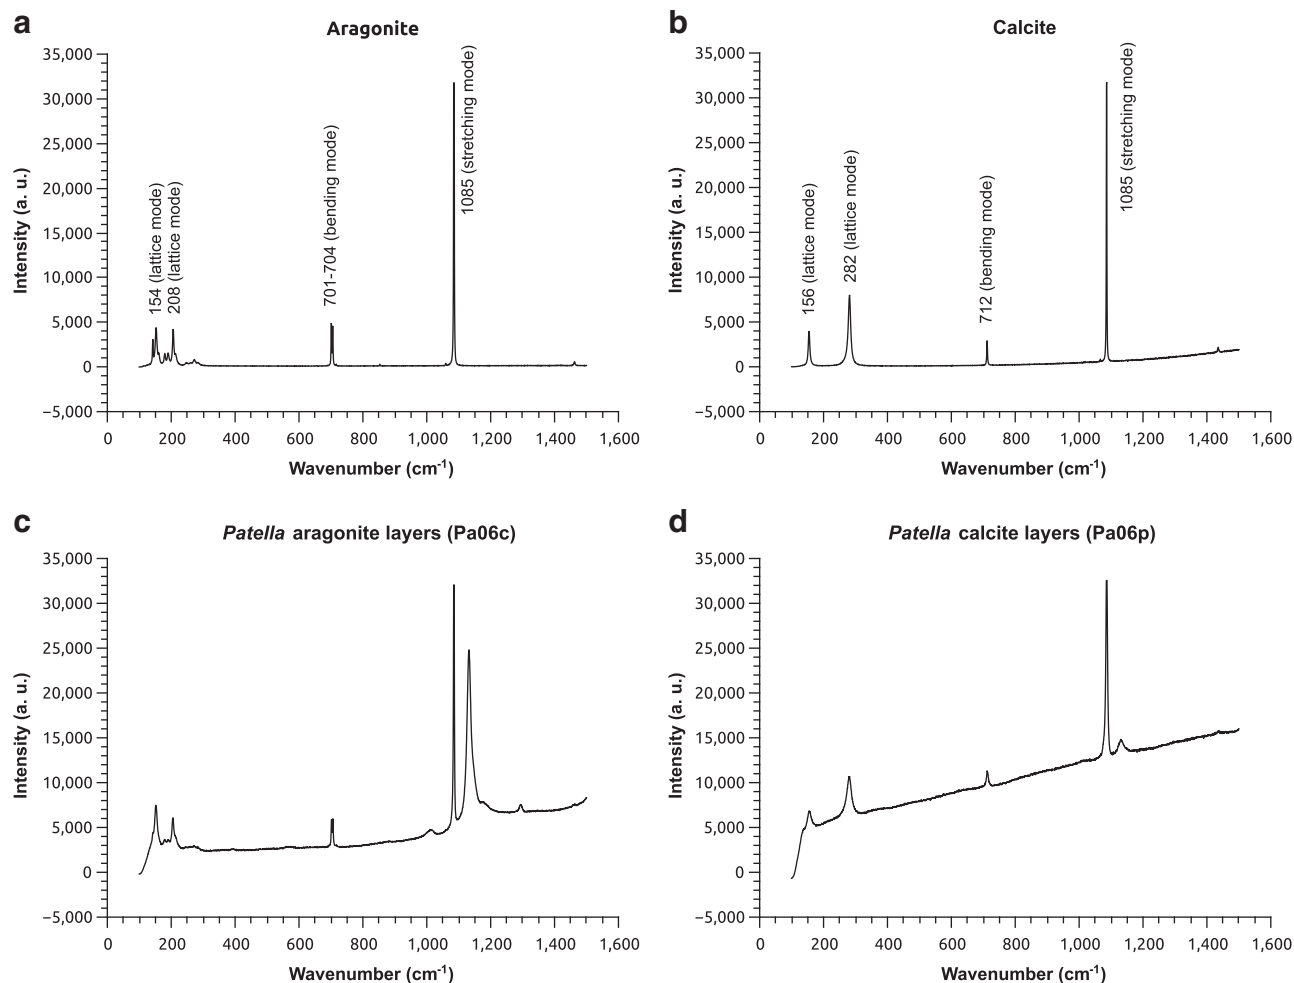 a
Aragonite
35,000
30,000
25,000
20,000
15,000
10,000
5,000
0
−5,000
Intensity (a. u.)
154 (lattice mode)
208 (lattice mode)
701-704 (bending mode)
1085 (stretching mode)
0 200 400 600 800 1,000 1,200 1,400 1,600
Wavenumber (cm-1)
b
Calcite
35,000
30,000
25,000
20,000
15,000
10,000
5,000
0
−5,000
Intensity (a. u.)
156 (lattice mode)
282 (lattice mode)
712 (bending mode)
1085 (stretching mode)
0 200 400 600 800 1,000 1,200 1,400 1,600
Wavenumber (cm-1)
c
Patella aragonite layers (Pa06c)
35,000
30,000
25,000
20,000
15,000
10,000
5,000
0
−5,000
Intensity (a. u.)
0 200 400 600 800 1,000 1,200 1,400 1,600
Wavenumber (cm-1)
d
Patella calcite layers (Pa06p)
35,000
30,000
25,000
20,000
15,000
10,000
5,000
0
−5,000
Intensity (a. u.)
0 200 400 600 800 1,000 1,200 1,400 1,600
Wavenumber (cm-1)